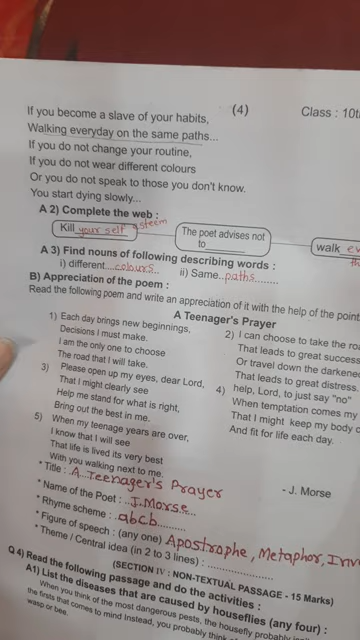 (4)
Class : 10th
If you become a slave of your habits,
Walking everyday on the same paths...
If you do not change your routine,
If you do not wear different colours
Or you do not speak to those you don't know.
You start dying slowly...
A 2) Complete the web :
Kill your self esteem
The poet advises not to
walk
A 3) Find nouns of following describing words :
i) different....colours... ii) Same..paths........
B) Appreciation of the poem :
Read the following poem and write an appreciation of it with the help of the point
A Teenager's Prayer
1) Each day brings new beginnings,
Decisions I must make.
I am the only one to choose
The road that I will take.
2) I can choose to take the
That leads to great success
Or travel down the darkened
That leads to great distress.
3) Please open up my eyes, dear Lord,
That I might clearly see
Help me stand for what is right,
Bring out the best in me.
4) help, Lord, to just say "no"
When temptation comes my
That I might keep my body
And fit for life each day.
5) When my teenage years are over,
I know that I will see
That life is lived its very best
With you walking next to me.
- J. Morse
* Title : A Teenager's Prayer
* Name of the Poet : J. Morse...
* Rhyme scheme : abcb.........
* Figure of speech : (any one) Apostrophe, Metaphor,
* Theme / Central idea (in 2 to 3 lines) : ......................
(SECTION IV : NON-TEXTUAL PASSAGE - 15 Marks)
Q 4) Read the following passage and do the activities :
A1) List the diseases that are caused by houseflies (any four) :
When you think of the most dangerous pests, the housefly probably
the firsts that comes to mind Instead, you probably think
wasp or bee.